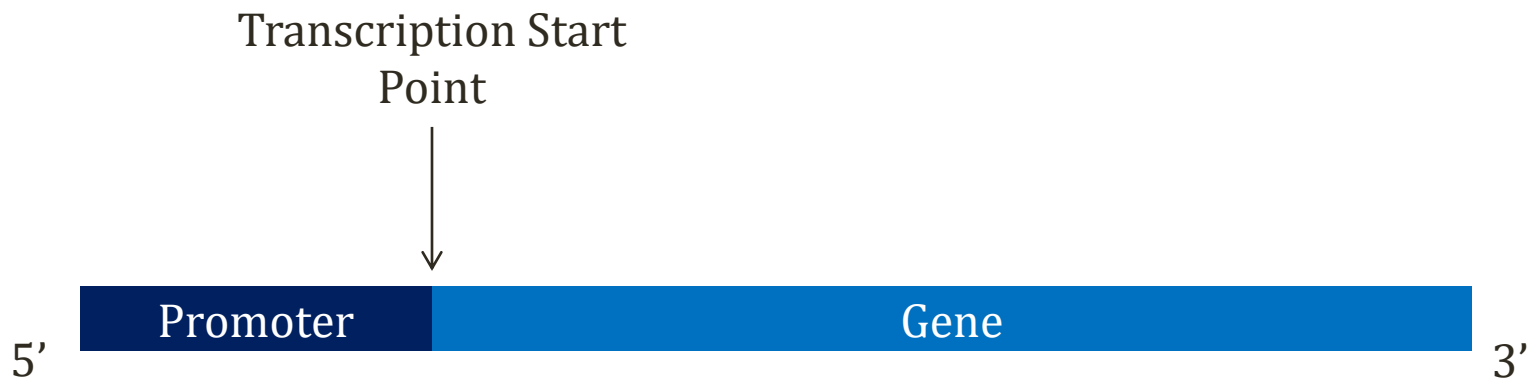 Transcription Start
Point
Promoter
Gene
5’
3’